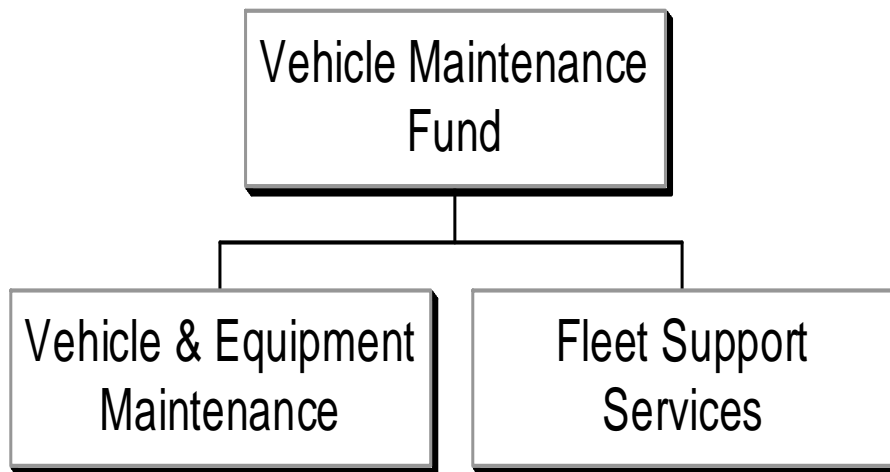 Vehicle Maintenance
Fund
Vehicle & Equipment
Maintenance
Fleet Support
Services